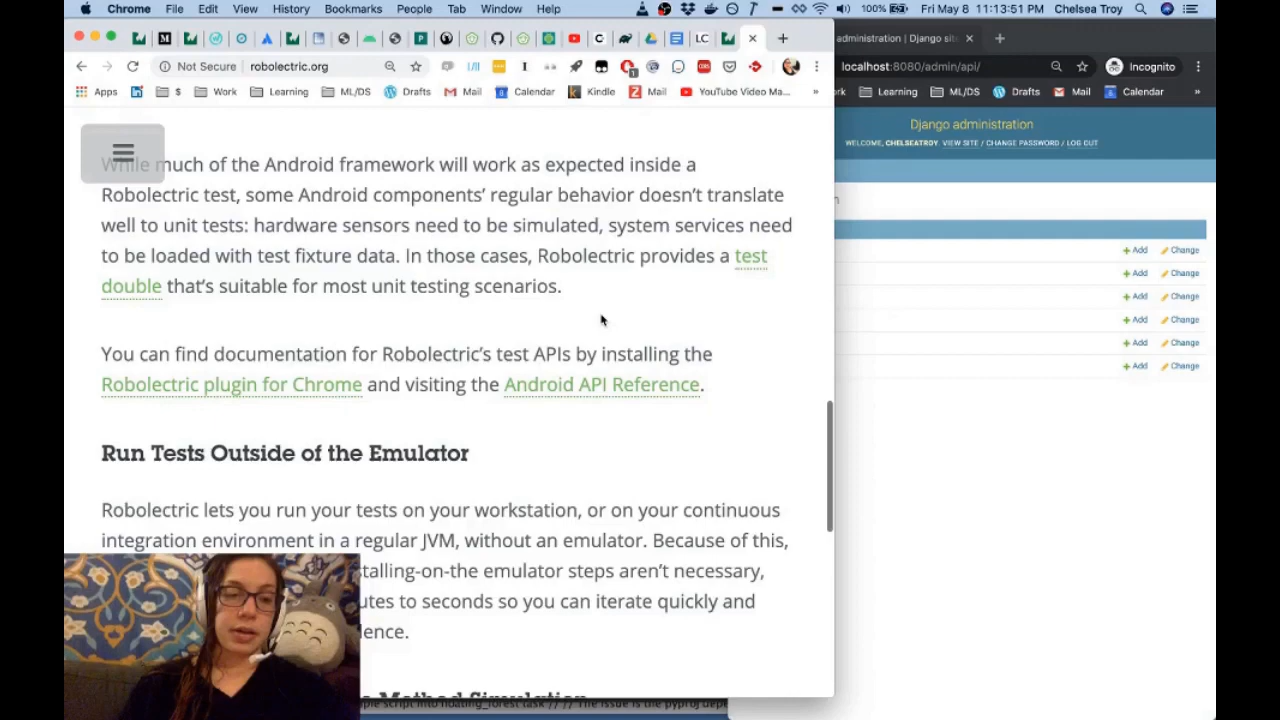 Chrome File Edit View History Bookmarks People Tab Window Help 100% Fri May 8 11:13:51 PM Chelsea Troy
LC
administration | Django sit
Not Secure robolectric.org
localhost:8080/admin/api/
Incognito
Apps $ Work Learning ML/DS Drafts Mail Calendar Kindle Mail YouTube Video Ma... »
rk Learning ML/DS Drafts Mail Calendar »
Django administration
WELCOME, CHELSEATROY. VIEW SITE / CHANGE PASSWORD / LOG OUT
While much of the Android framework will work as expected inside a
Robolectric test, some Android components’ regular behavior doesn’t translate
well to unit tests: hardware sensors need to be simulated, system services need
to be loaded with test fixture data. In those cases, Robolectric provides a test
double that’s suitable for most unit testing scenarios.
You can find documentation for Robolectric’s test APIs by installing the
Robolectric plugin for Chrome and visiting the Android API Reference.
Run Tests Outside of the Emulator
Robolectric lets you run your tests on your workstation, or on your continuous
integration environment in a regular JVM, without an emulator. Because of this,
talling-on-the emulator steps aren’t necessary,
utes to seconds so you can iterate quickly and
dence.
Method Simulation
Add Change
Add Change
Add Change
Add Change
Add Change
Add Change